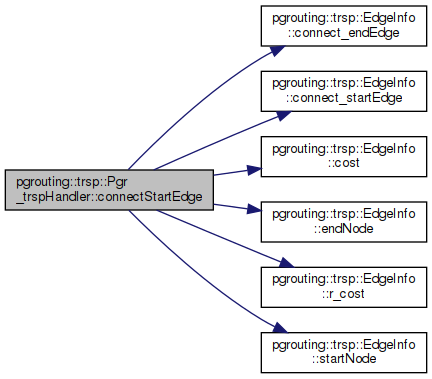 pgrouting::trsp::EdgeInfo
::connect_endEdge
pgrouting::trsp::EdgeInfo
::connect_startEdge
pgrouting::trsp::EdgeInfo
::cost
pgrouting::trsp::Pgr
_trspHandler::connectStartEdge
pgrouting::trsp::EdgeInfo
::endNode
pgrouting::trsp::EdgeInfo
::r_cost
pgrouting::trsp::EdgeInfo
::startNode